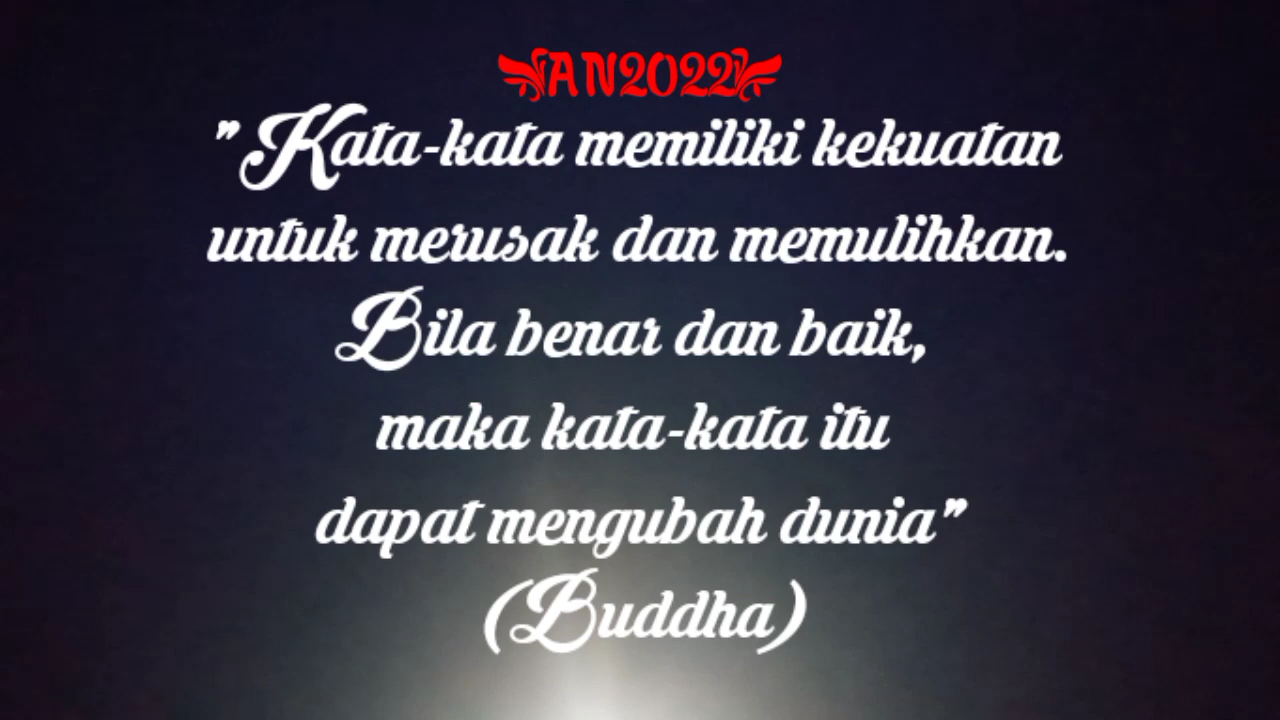 AN2022
"Kata-kata memiliki kekuatan
untuk merusak dan memulihkan.
Bila benar dan baik,
maka kata-kata itu
dapat mengubah dunia"
(Buddha)